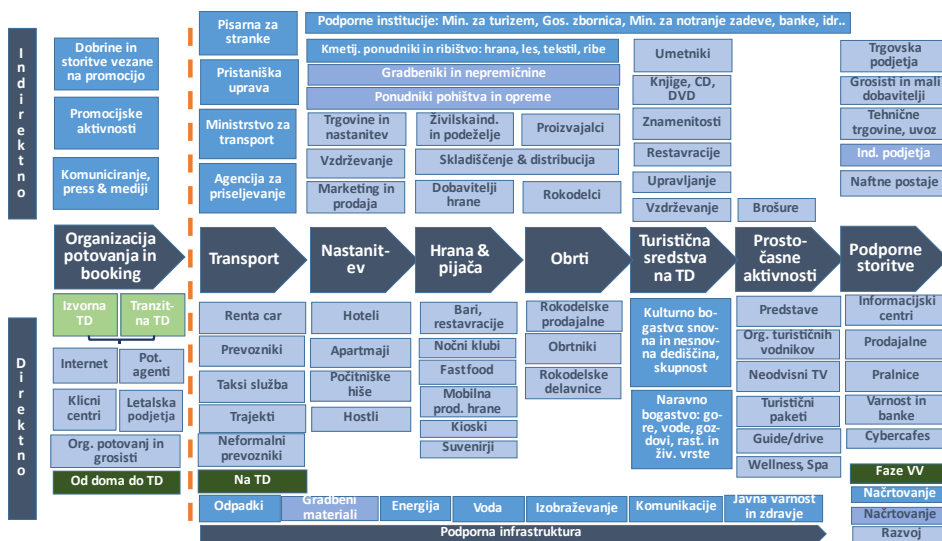 Indirektno
Dobrine in
storitve vezane
na promocijo
Promocijske
aktivnosti
Komuniciranje,
press & mediji
Pisarna za
stranke
Pristaniška
uprava
Ministrstvo za
transport
Agencija za
priseljevanje
Podporne institucije: Min. za turizem, Gos. zbornica, Min. za notranje zadeve, banke, idr..
Kmetij. ponudniki in ribištvo: hrana, les, tekstil, ribe
Gradbeniki in nepremičnine
Ponudniki pohištva in opreme
Trgovine in
nastanitev
Živilskaind.
in podeželje
Proizvajalci
Vzdrževanje
Skladiščenje & distribucija
Marketing in
prodaja
Dobavitelji
hrane
Rokodelci
Umetniki
Knjige, CD,
DVD
Znamenitosti
Restavracije
Upravljanje
Vzdrževanje
Brošure
Trgovska
podjetja
Grosisti in mali
dobavitelji
Tehnične
trgovine, uvoz
Ind. podjetja
Naftne postaje
Organizacija
potovanja in
booking
Transport
Nastanit-
ev
Hrana &
pijača
Obrti
Turistična
sredstva
na TD
Prosto-
časne
aktivnosti
Podporne
storitve
Direktno
Izvorna
TD
Tranzit-
na TD
Internet
Pot.
agenti
Klicni
centri
Letalska
podjetja
Org. potovanj in
grosisti
Od doma do TD
Renta car
Prevozniki
Taksi služba
Trajekti
Neformalni
prevozniki
Na TD
Hoteli
Apartmaji
Počitniške
hiše
Hostli
Bari,
restavracije
Nočni klubi
Fastfood
Mobilna
prod. hrane
Kioski
Suvenirji
Rokodelske
prodajalne
Obrtniki
Rokodelske
delavnice
Kulturno bo-
gastvo: snov-
na in nesnov-
na dediščina,
skupnost
Naravno
bogastvo: go-
re, vode, goz-
dovi, rast. in
živ. vrste
Predstave
Org. turističnih
vodnikov
Neodvisni TV
Turistični
paketi
Guide/drive
Wellness, Spa
Informacijski
centri
Prodajalne
Pralnice
Varnost in
banke
Cybercafes
Faze VV
Načrtovanje
Načrtovanje
Razvoj
Odpadki
Gradbeni
materiali
Energija
Voda
Izobraževanje
Komunikacije
Javna varnost
in zdravje
Podporna infrastruktura